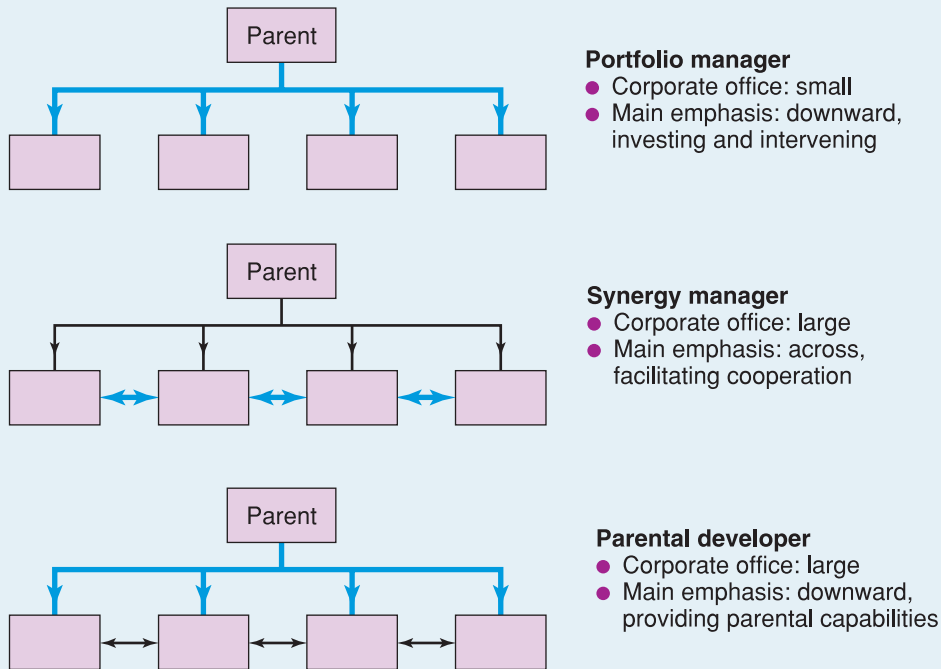 Parent
Portfolio manager
● Corporate office: small
● Main emphasis: downward,
investing and intervening
Parent
Synergy manager
● Corporate office: large
● Main emphasis: across,
facilitating cooperation
Parent
Parental developer
● Corporate office: large
● Main emphasis: downward,
providing parental capabilities